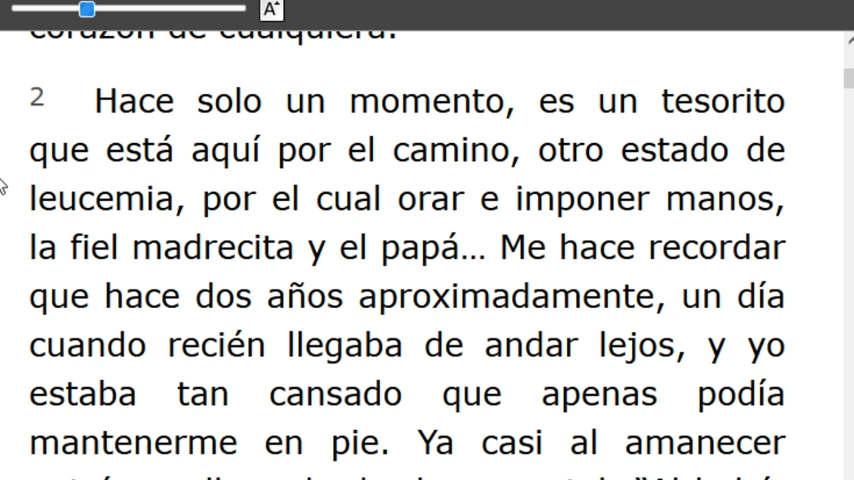 A
corazón de cualquiera.
2 Hace solo un momento, es un tesorito
que está aquí por el camino, otro estado de
leucemia, por el cual orar e imponer manos,
la fiel madrecita y el papá... Me hace recordar
que hace dos años aproximadamente, un día
cuando recién llegaba de andar lejos, y yo
estaba tan cansado que apenas podía
mantenerme en pie. Ya casi al amanecer